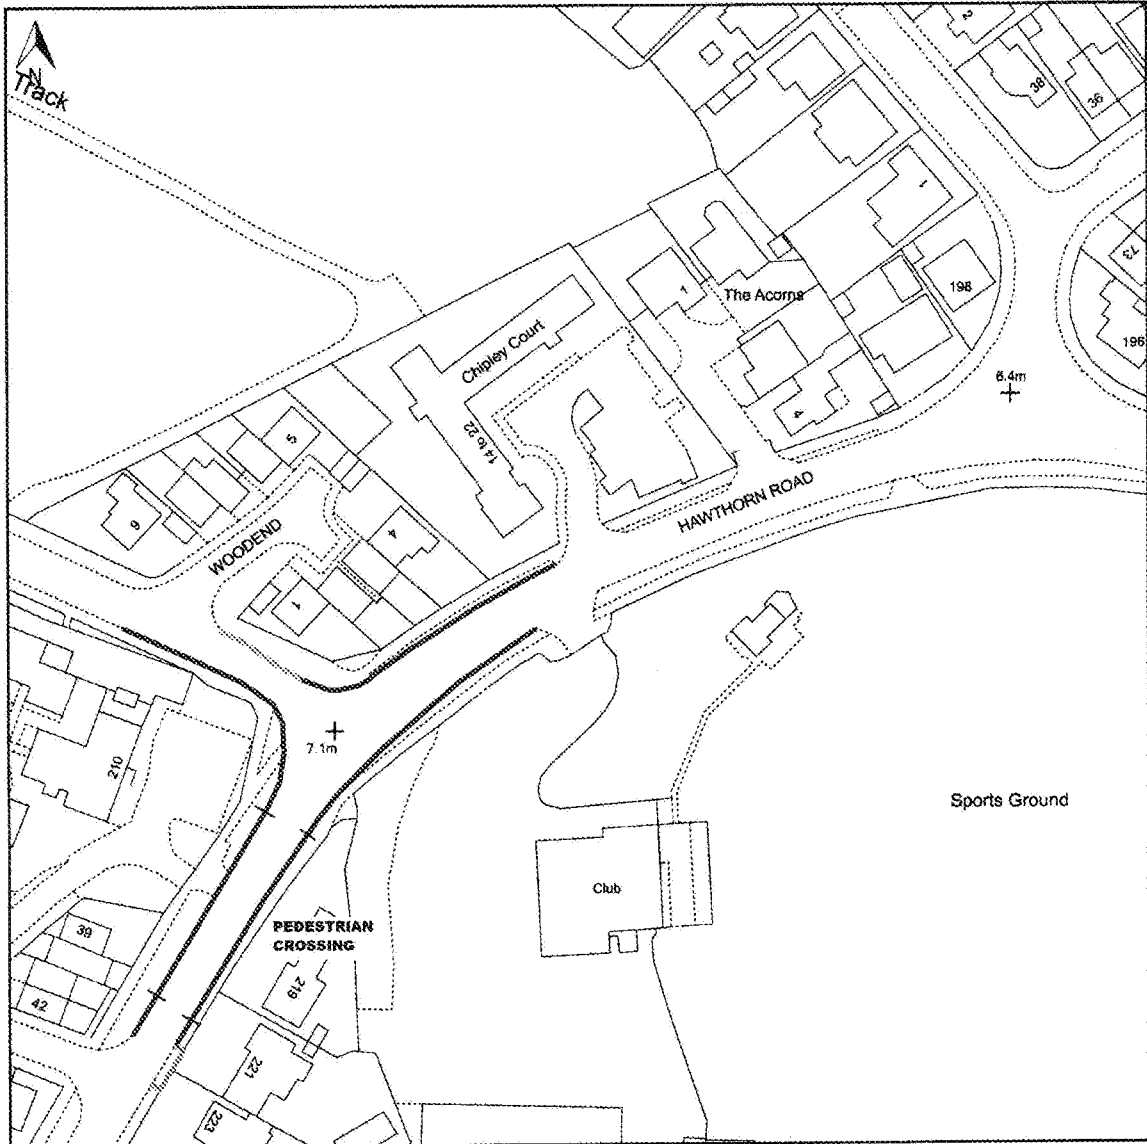 N
Track
2
38
36
1
73
198
196
The Acorns
1
6.4m
Chipley Court
14 to 22
4
HAWTHORN ROAD
5
9
WOODEND
4
1
7.1m
210
Sports Ground
Club
PEDESTRIAN
CROSSING
39
42
219
221
223